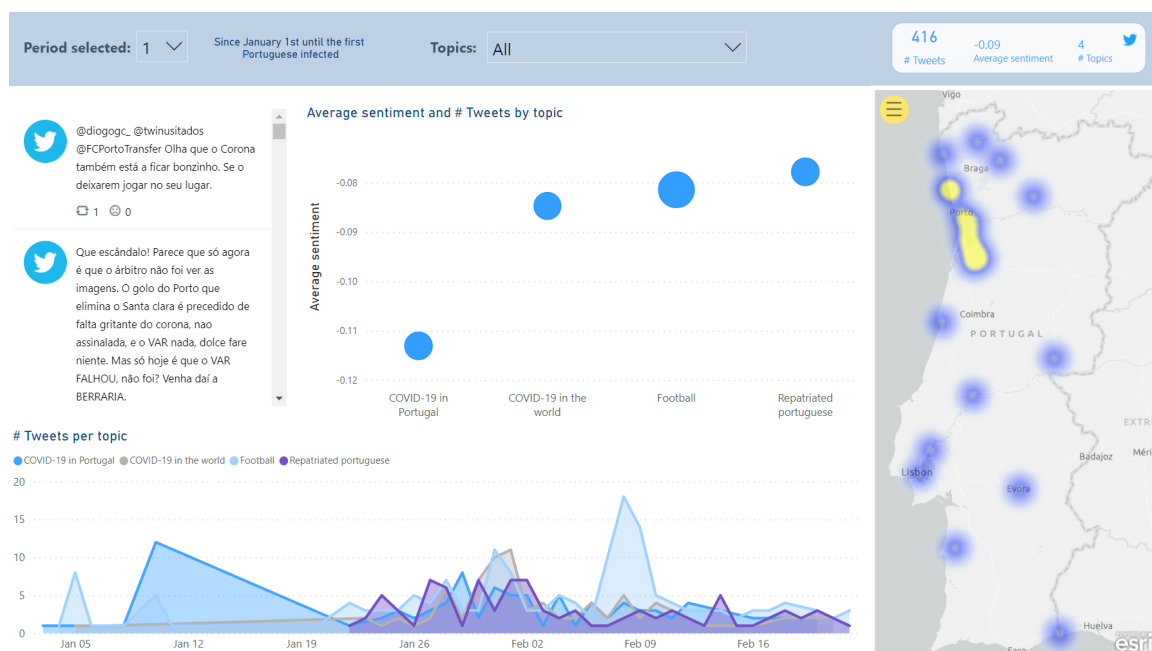 Period selected: 1
Since January 1st until the first
Portuguese infected
Topics: All
416
# Tweets
-0.09
Average sentiment
4
# Topics
@diogogc_ @twinusitados
@FCPortoTransfer Olha que o Corona
também está a ficar bonzinho. Se o
deixarem jogar no seu lugar.
1 0
Que escândalo! Parece que só agora
é que o árbitro não foi ver as
imagens. O golo do Porto que
elimina o Santa clara é precedido de
falta gritante do corona, nao
assinalada, e o VAR nada, dolce fare
niente. Mas só hoje é que o VAR
FALHOU, não foi? Venha daí a
BERRARIA.
Average sentiment and # Tweets by topic
Average sentiment
-0.08
-0.09
-0.10
-0.11
-0.12
COVID-19 in
Portugal
COVID-19 in the
world
Football
Repatriated
portuguese
# Tweets per topic
COVID-19 in Portugal COVID-19 in the world Football Repatriated portuguese
20
15
10
5
0
Jan 05 Jan 12 Jan 19 Jan 26 Feb 02 Feb 09 Feb 16
Vigo
Braga
Porto
Coimbra
PORTUGAL
EXTR
Badajoz
Méri
Lisbon
Evora
Huelva
Faro
esri